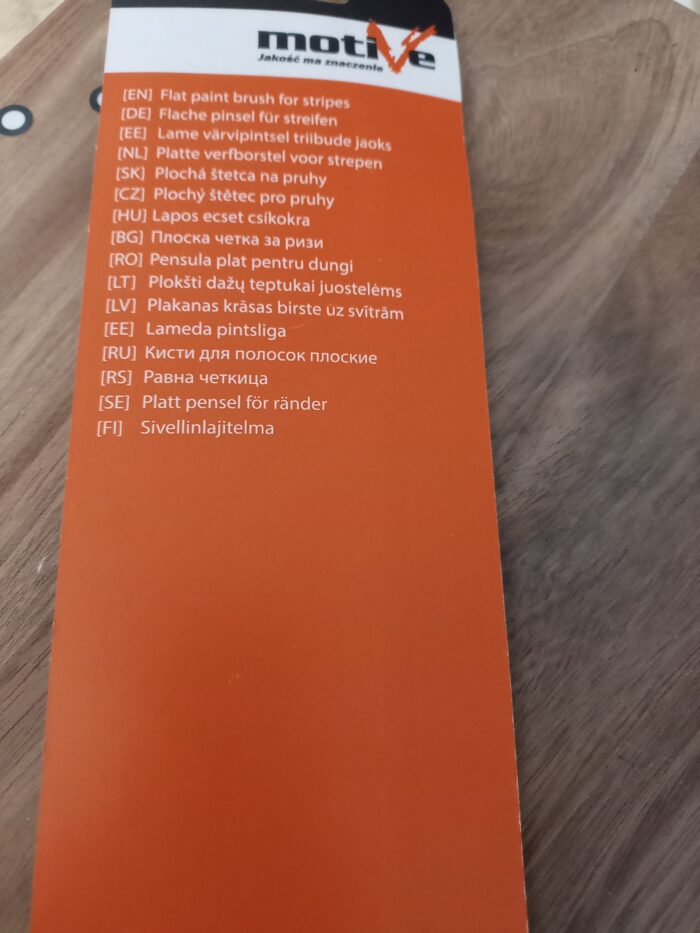 motive
Jakość ma znaczenie
[EN] Flat paint brush for stripes
[DE] Flache pinsel für streifen
[EE] Lame värvipintsel triibude jaoks
[NL] Platte verfborstel voor strepen
[SK] Plochá štetca na pruhy
[CZ] Plochý štětec pro pruhy
[HU] Lapos ecset csíkokra
[BG] Плоска четка за ризи
[RO] Pensula plat pentru dungi
[LT] Plokšti dažų teptukai juostelėms
[LV] Plakanas krāsas birste uz svītrām
[EE] Lameda pintsliga
[RU] Кисти для полосок плоские
[RS] Равна четкица
[SE] Platt pensel för ränder
[FI] Sivellinlajitelma